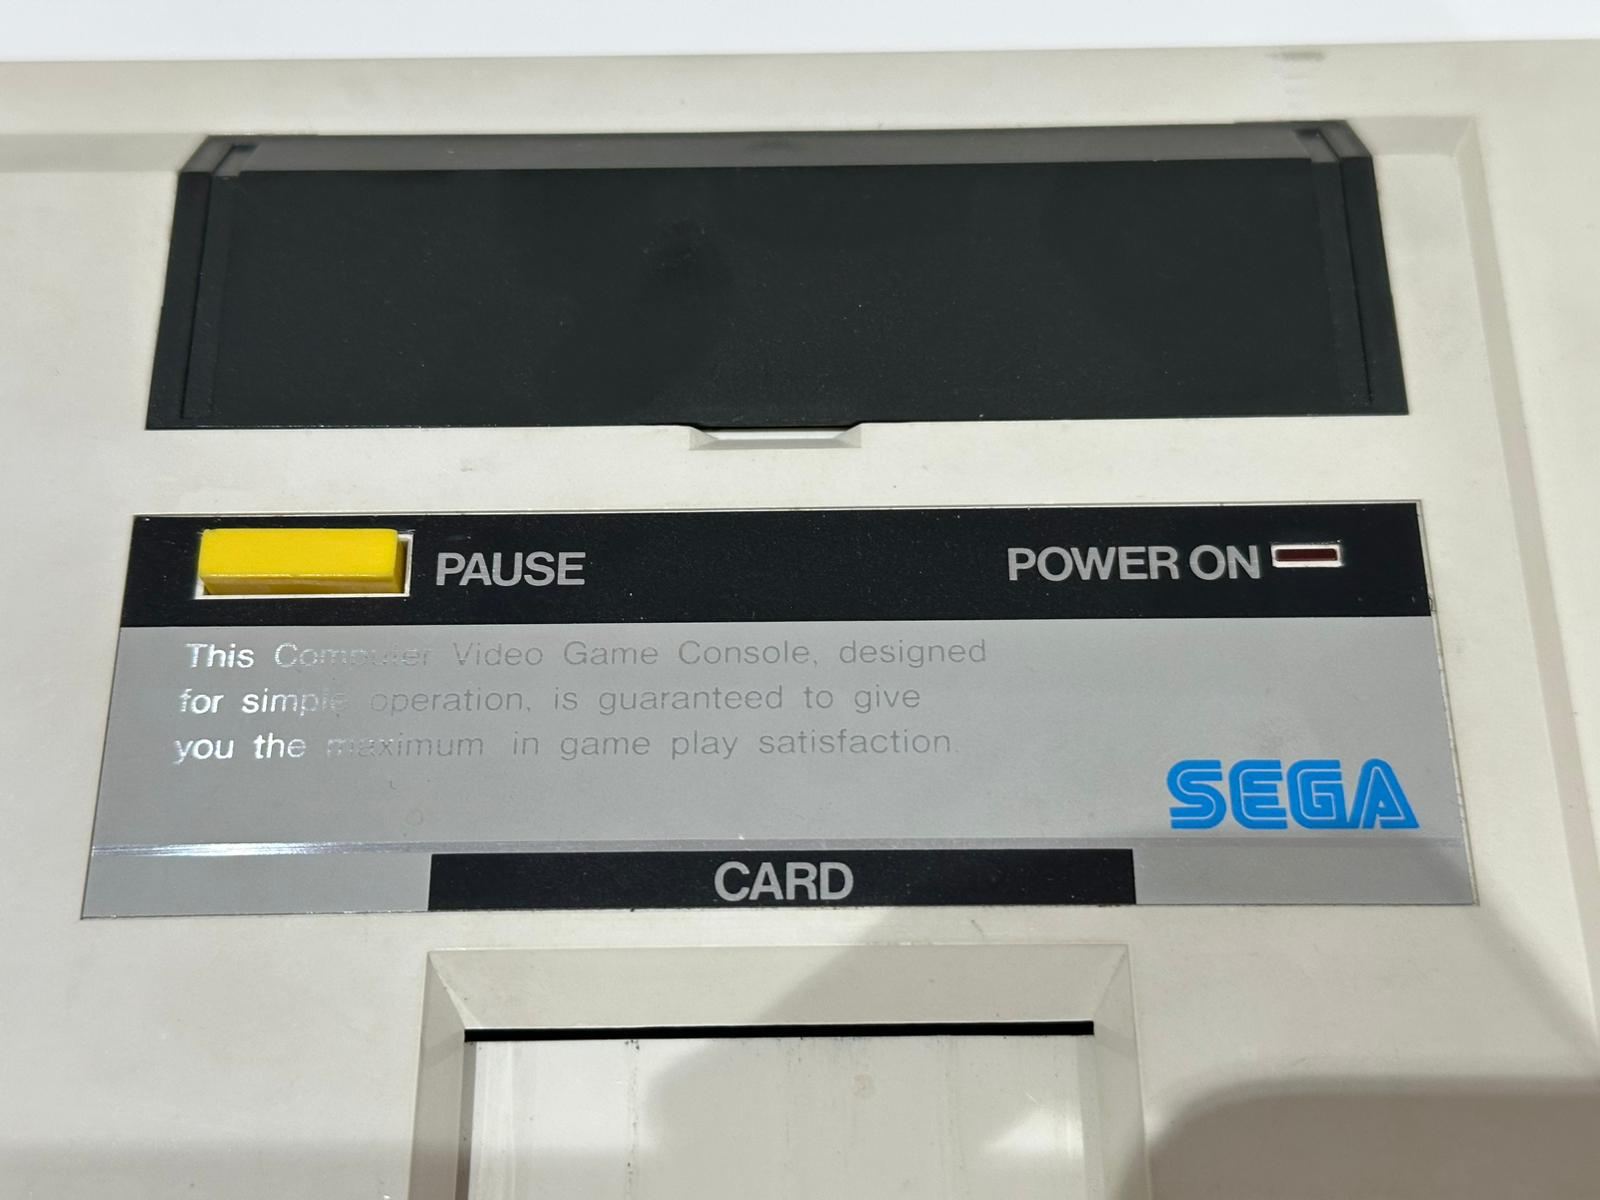 PAUSE
POWER ON
This Computer Video Game Console, designed
for simple operation, is guaranteed to give
you the maximum in game play satisfaction.
SEGA
CARD